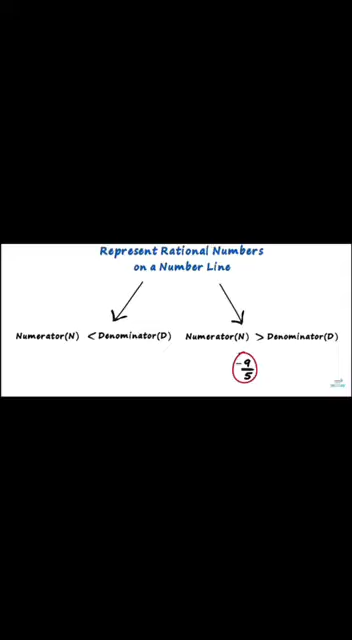 Represent Rational Numbers
on a Number Line
Numerator(N) < Denominator(D)
Numerator(N) > Denominator(D)
-9
5